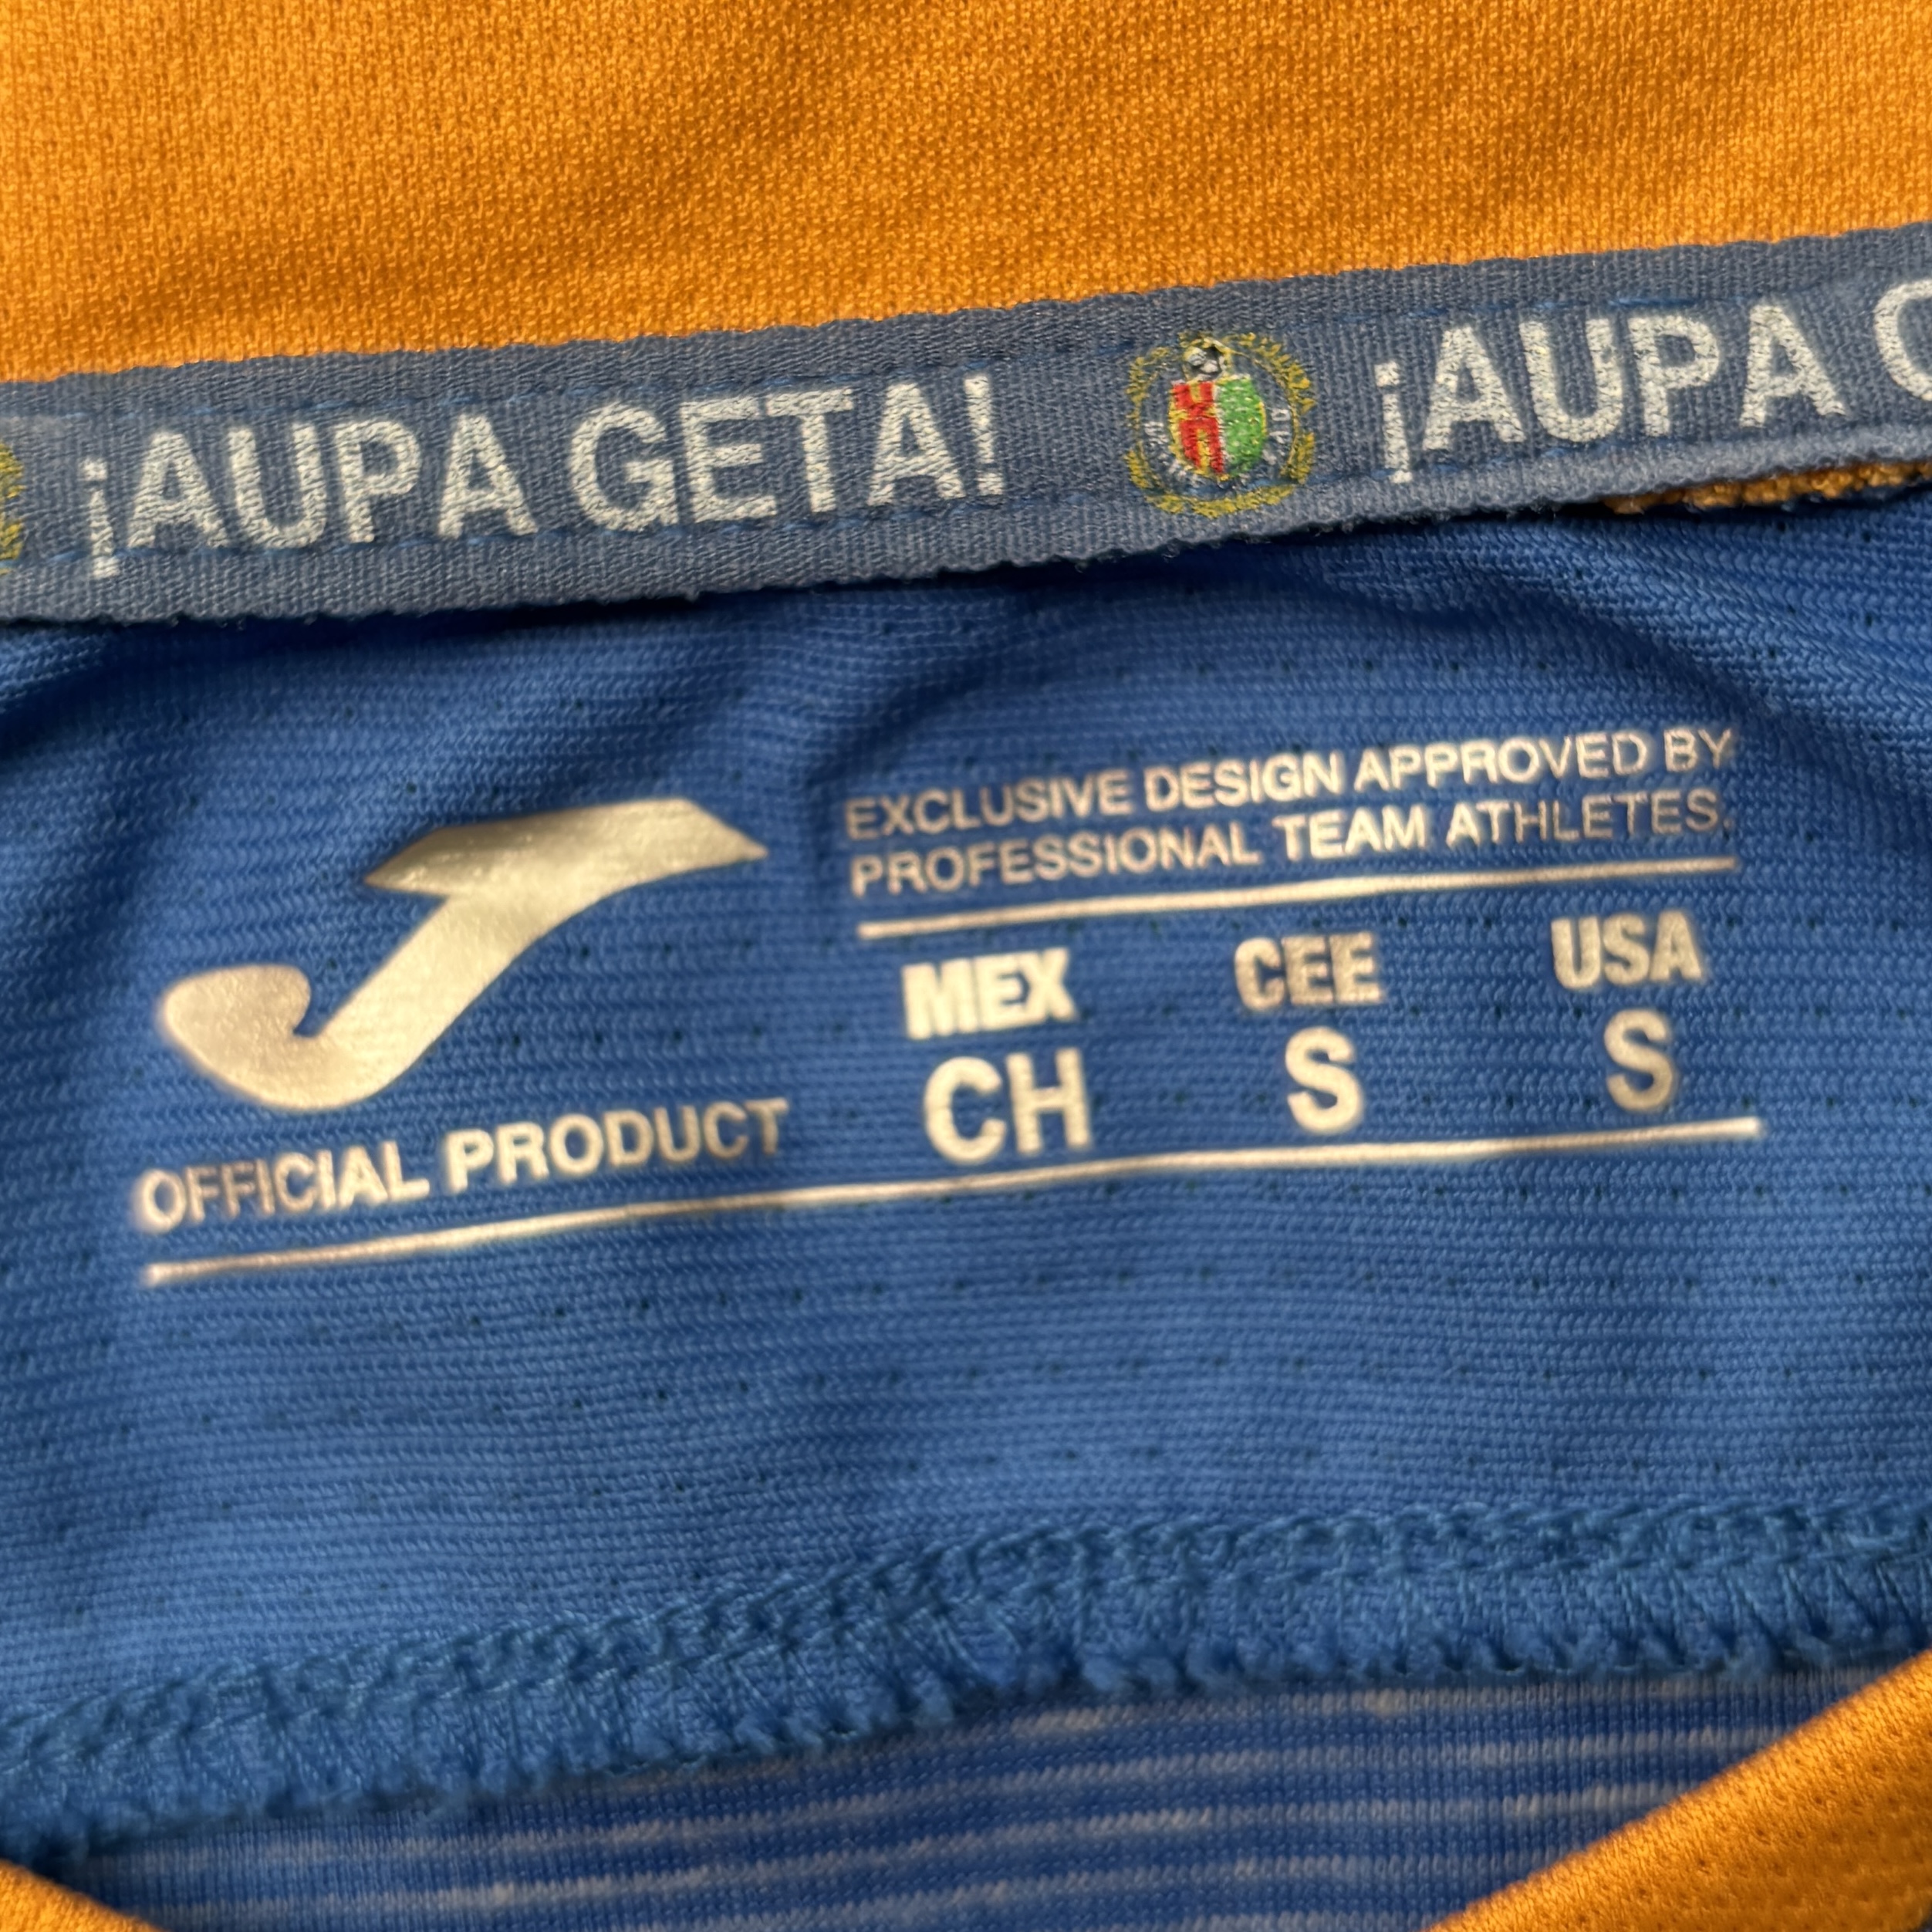 ¡AUPA GETA! ¡AUPA
EXCLUSIVE DESIGN APPROVED BY
PROFESSIONAL TEAM ATHLETES.
MEX CEE USA
CH S S
OFFICIAL PRODUCT